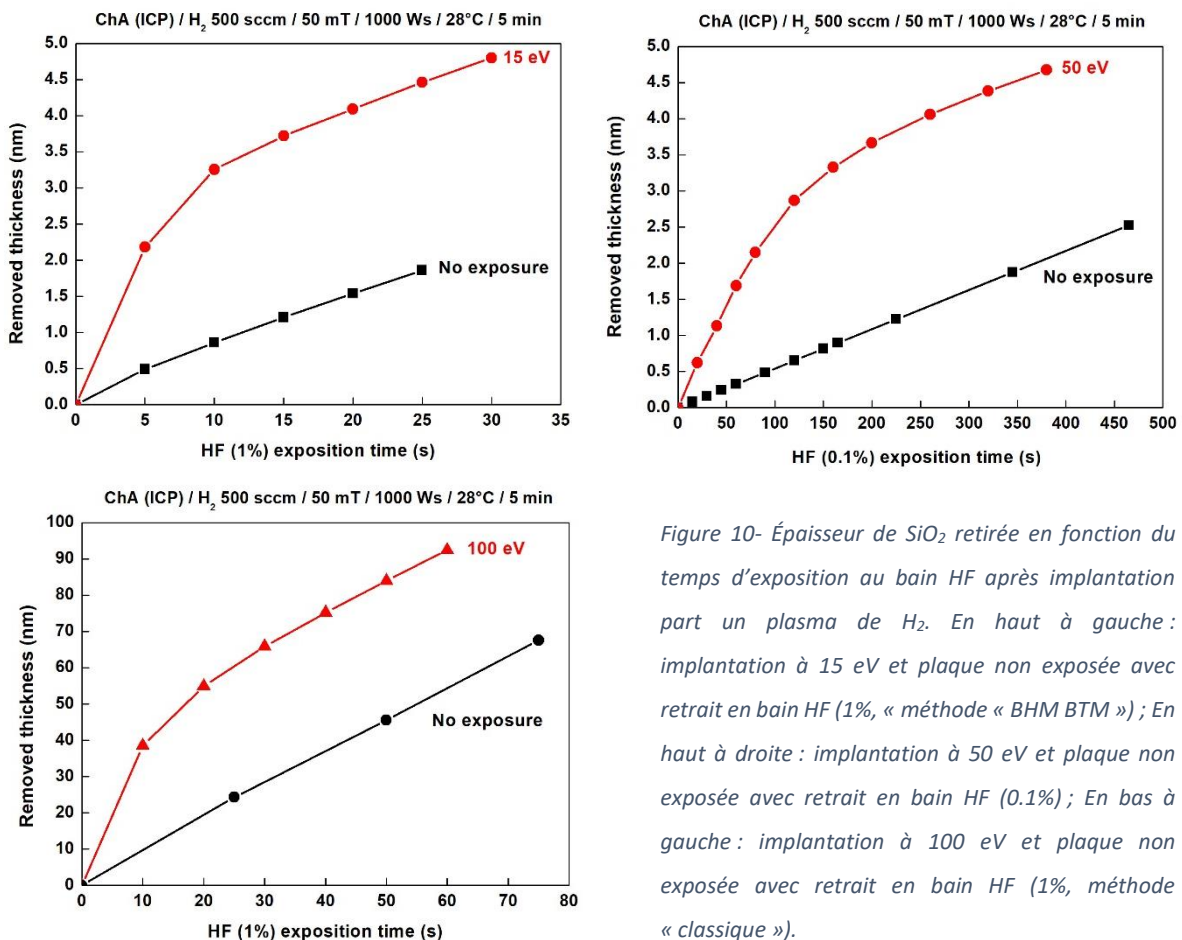 ChA (ICP) / H2 500 sccm / 50 mT / 1000 Ws / 28°C / 5 min
5.0
4.5
4.0
3.5
3.0
2.5
2.0
1.5
1.0
0.5
0.0
Removed thickness (nm)
15 eV
No exposure
0 5 10 15 20 25 30 35
HF (1%) exposition time (s)
ChA (ICP) / H2 500 sccm / 50 mT / 1000 Ws / 28°C / 5 min
5.0
4.5
4.0
3.5
3.0
2.5
2.0
1.5
1.0
0.5
0.0
Removed thickness (nm)
50 eV
No exposure
0 50 100 150 200 250 300 350 400 450 500
HF (0.1%) exposition time (s)
ChA (ICP) / H2 500 sccm / 50 mT / 1000 Ws / 28°C / 5 min
100
90
80
70
60
50
40
30
20
10
0
Removed thickness (nm)
100 eV
No exposure
0 10 20 30 40 50 60 70 80
HF (1%) exposition time (s)
Figure 10- Épaisseur de SiO2 retirée en fonction du
temps d’exposition au bain HF après implantation
part un plasma de H2. En haut à gauche :
implantation à 15 eV et plaque non exposée avec
retrait en bain HF (1%, « méthode « BHM BTM ») ; En
haut à droite : implantation à 50 eV et plaque non
exposée avec retrait en bain HF (0.1%) ; En bas à
gauche : implantation à 100 eV et plaque non
exposée avec retrait en bain HF (1%, méthode
« classique »).